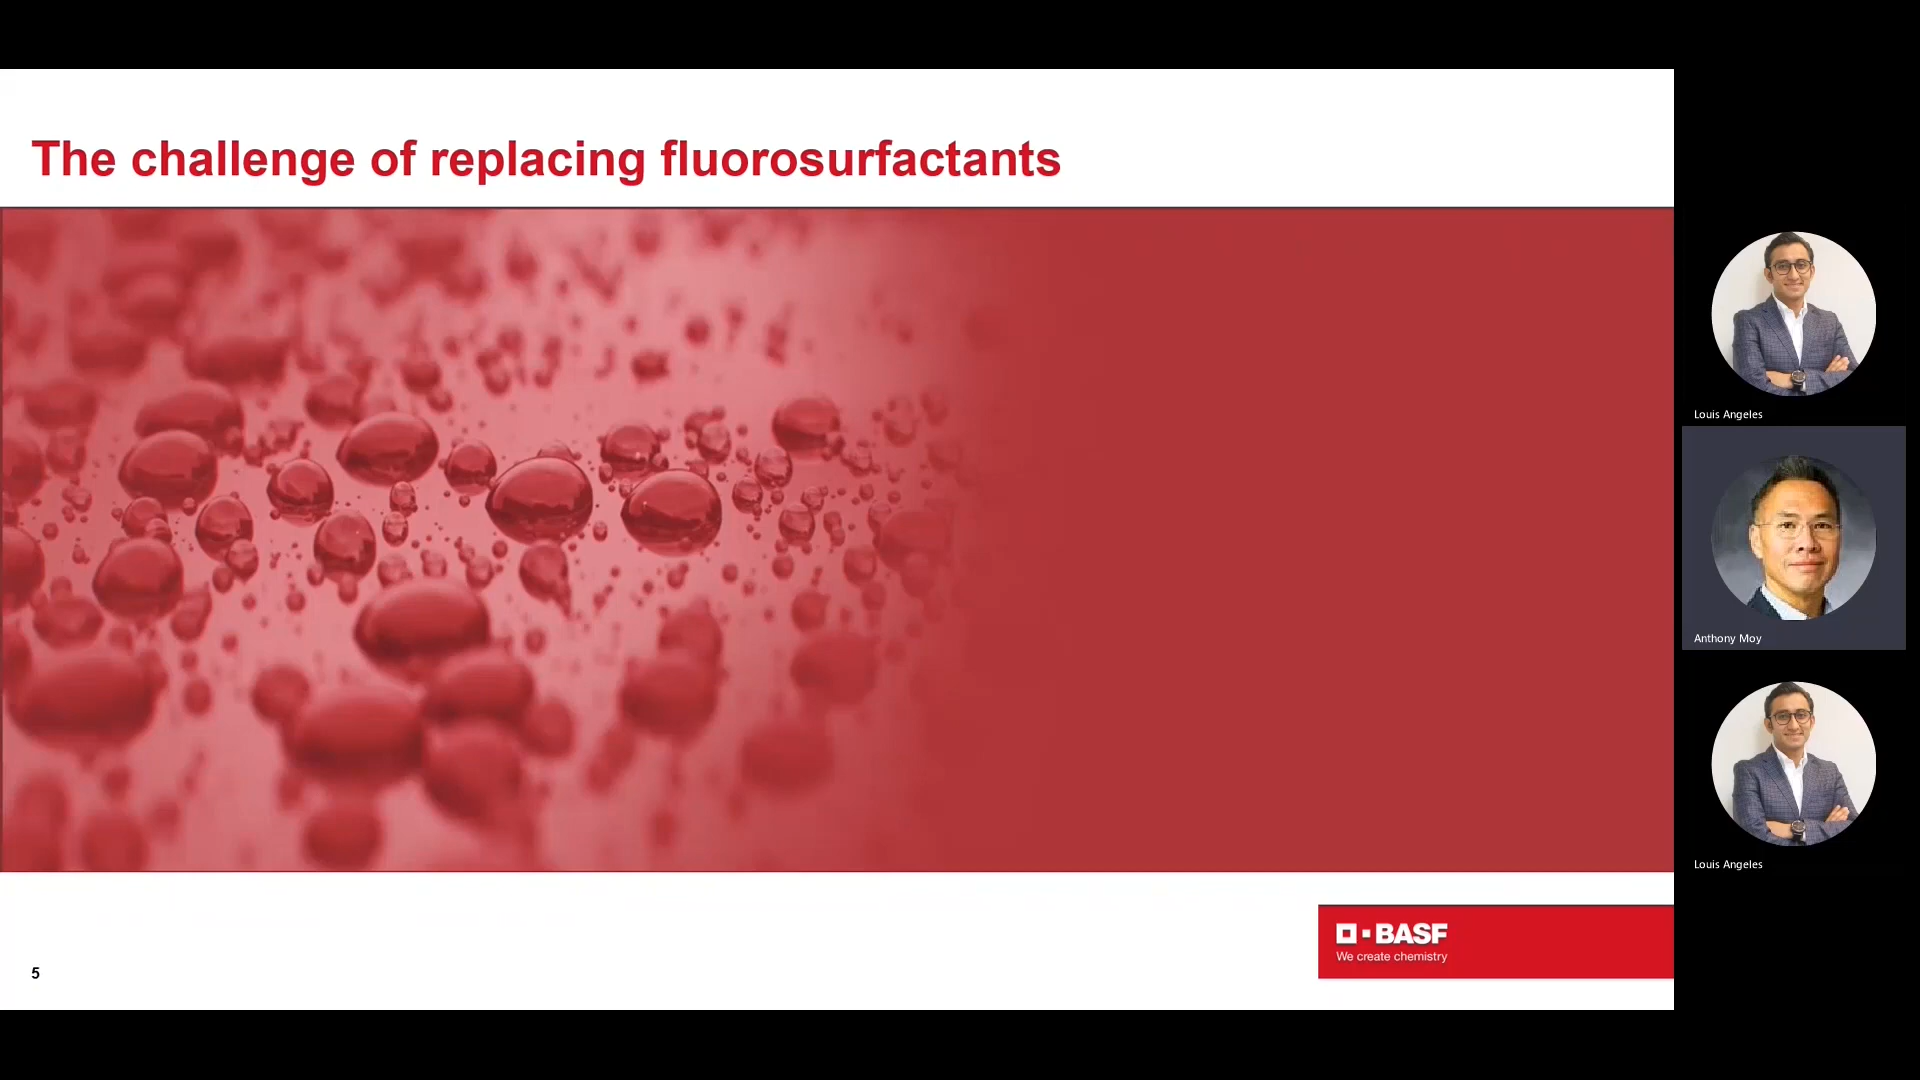 The challenge of replacing fluorosurfactants
Louis Angeles
Anthony Moy
Louis Angeles
BASF
We create chemistry
5